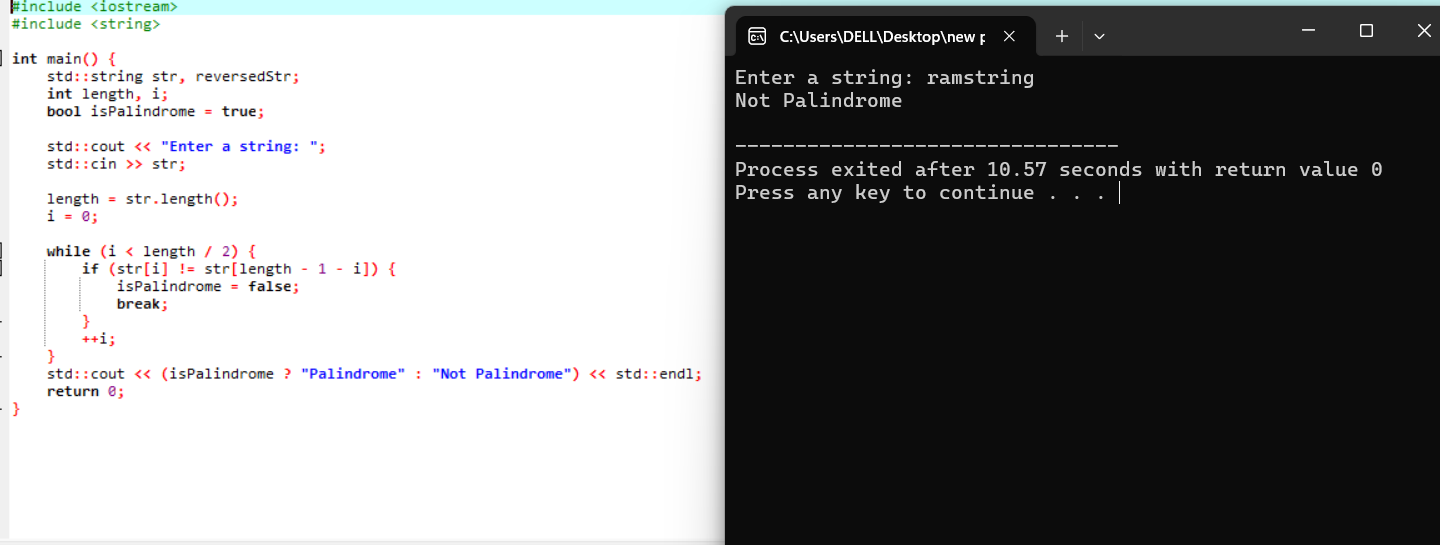 #include <iostream>
#include <string>
int main() {
std::string str, reversedStr;
int length, i;
bool isPalindrome = true;
std::cout << "Enter a string: ";
std::cin >> str;
length = str.length();
i = 0;
while (i < length / 2) {
if (str[i] != str[length - 1 - i]) {
isPalindrome = false;
break;
}
++i;
}
std::cout << (isPalindrome ? "Palindrome" : "Not Palindrome") << std::endl;
return 0;
}
C:\Users\DELL\Desktop\new p
Enter a string: ramstring
Not Palindrome
--------------------------------
Process exited after 10.57 seconds with return value 0
Press any key to continue . . .